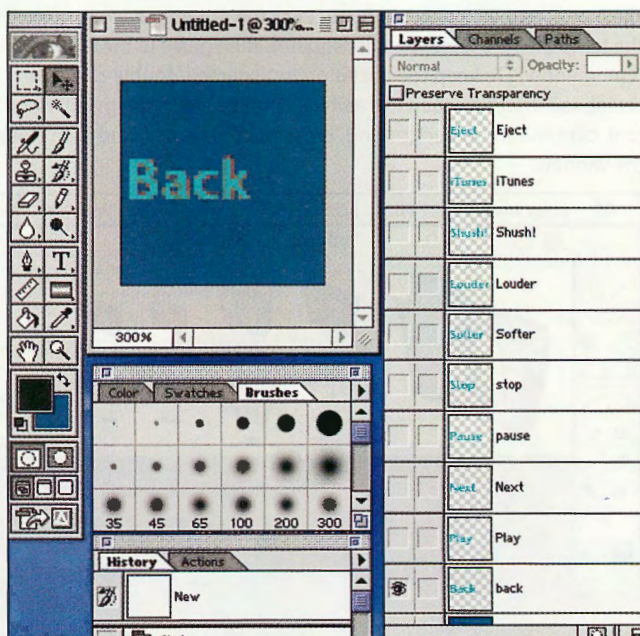 Untitled-1 @ 300%...
Back
300%
Color Swatches Brushes
35 45 65 100 200 300
History Actions
New
Layers Channels Paths
Normal Opacity:
Preserve Transparency
Eject Eject
iTunes iTunes
Shush! Shush!
Louder Louder
Softer Softer
Stop stop
Pause pause
Next Next
Play Play
Back back
T